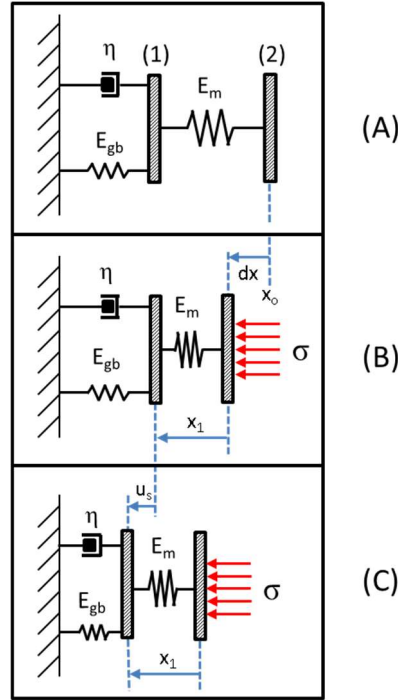 η (1) (2)
E_m
E_gb
(A)
dx
x_o
η E_m
σ
E_gb
(B)
x_1
u_s
η E_m
σ
E_gb
(C)
x_1